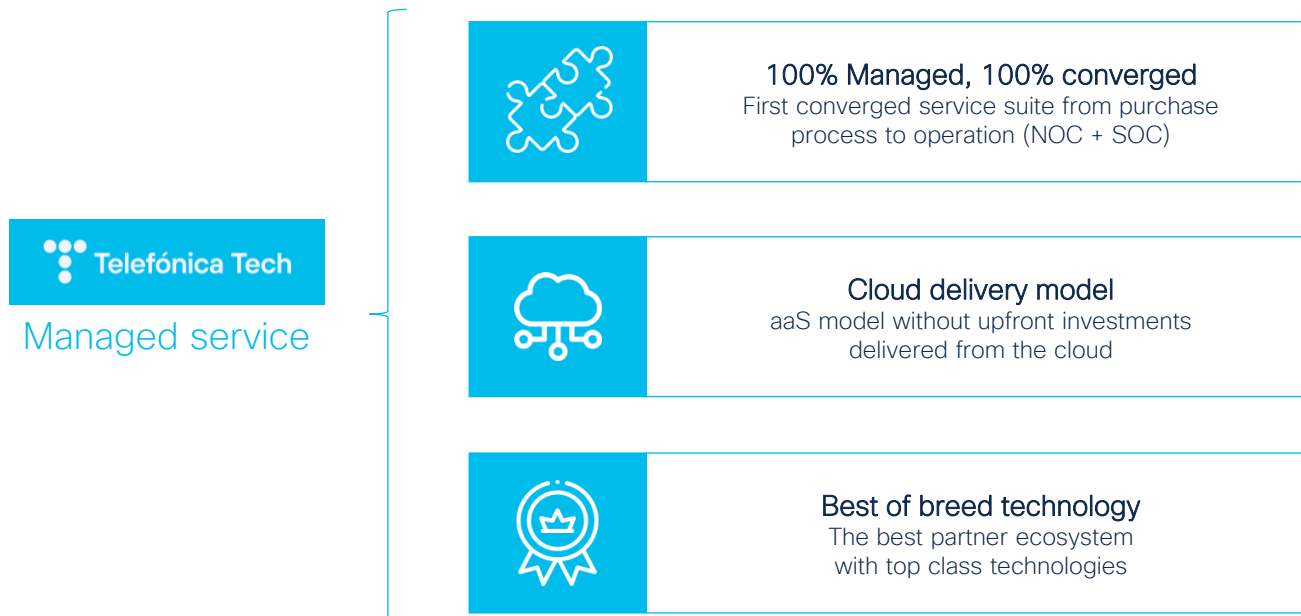 Telefónica Tech
Managed service
100% Managed, 100% converged
First converged service suite from purchase
process to operation (NOC + SOC)
Cloud delivery model
aaS model without upfront investments
delivered from the cloud
Best of breed technology
The best partner ecosystem
with top class technologies